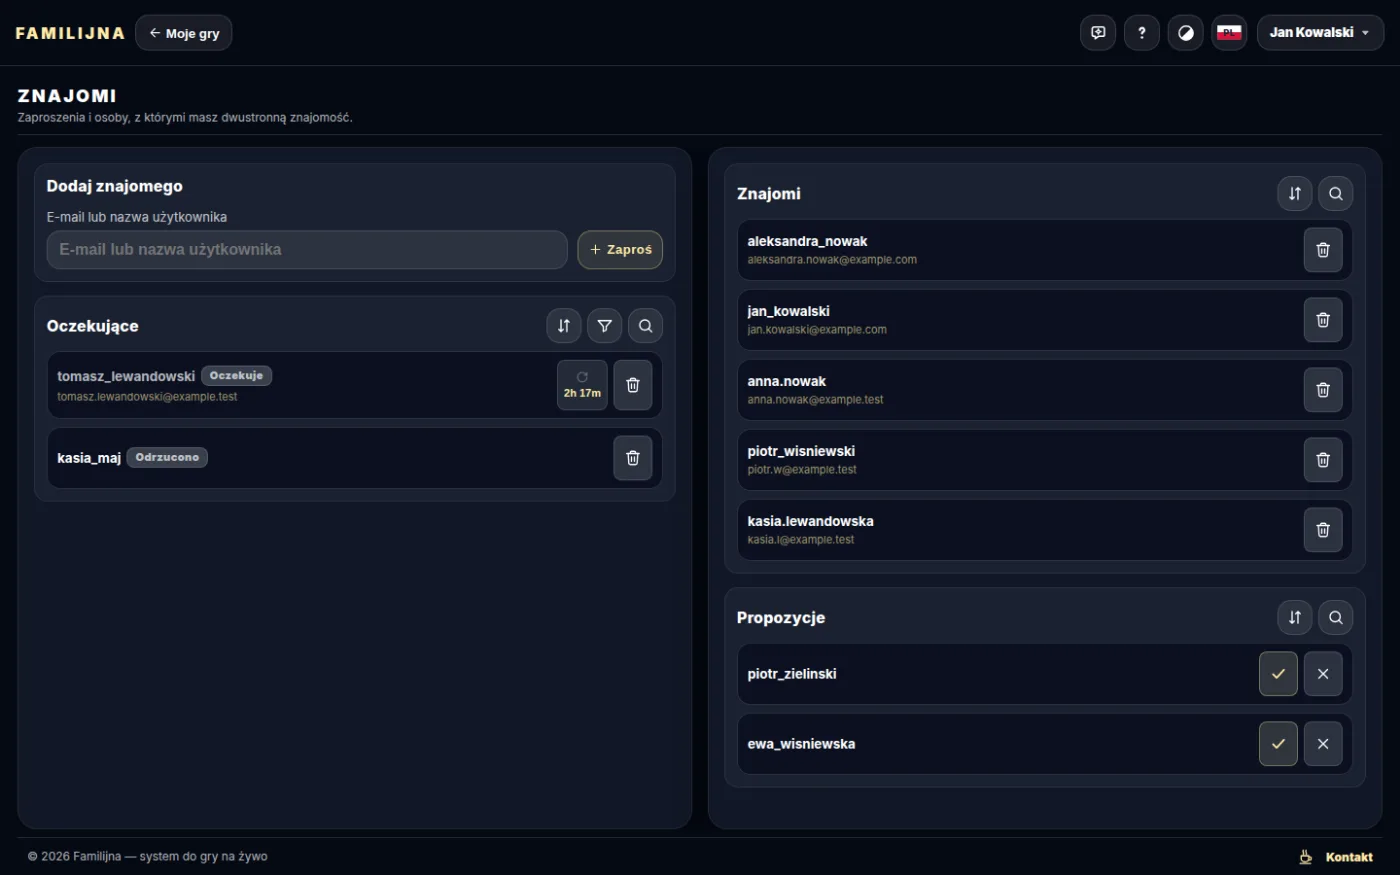 FAMILIJNA
← Moje gry
?
PL
Jan Kowalski
ZNAJOMI
Zaproszenia i osoby, z którymi masz dwustronną znajomość.
Dodaj znajomego
E-mail lub nazwa użytkownika
E-mail lub nazwa użytkownika
+ Zaproś
Oczekujące
tomasz_lewandowski
Oczekuje
tomasz.lewandowski@example.test
2h 17m
kasia_maj
Odrzucono
Znajomi
aleksandra_nowak
aleksandra.nowak@example.com
jan_kowalski
jan.kowalski@example.com
anna.nowak
anna.nowak@example.test
piotr_wisniewski
piotr.w@example.test
kasia.lewandowska
kasia.l@example.test
Propozycje
piotr_zielinski
ewa_wisniewska
© 2026 Familijna — system do gry na żywo
Kontakt